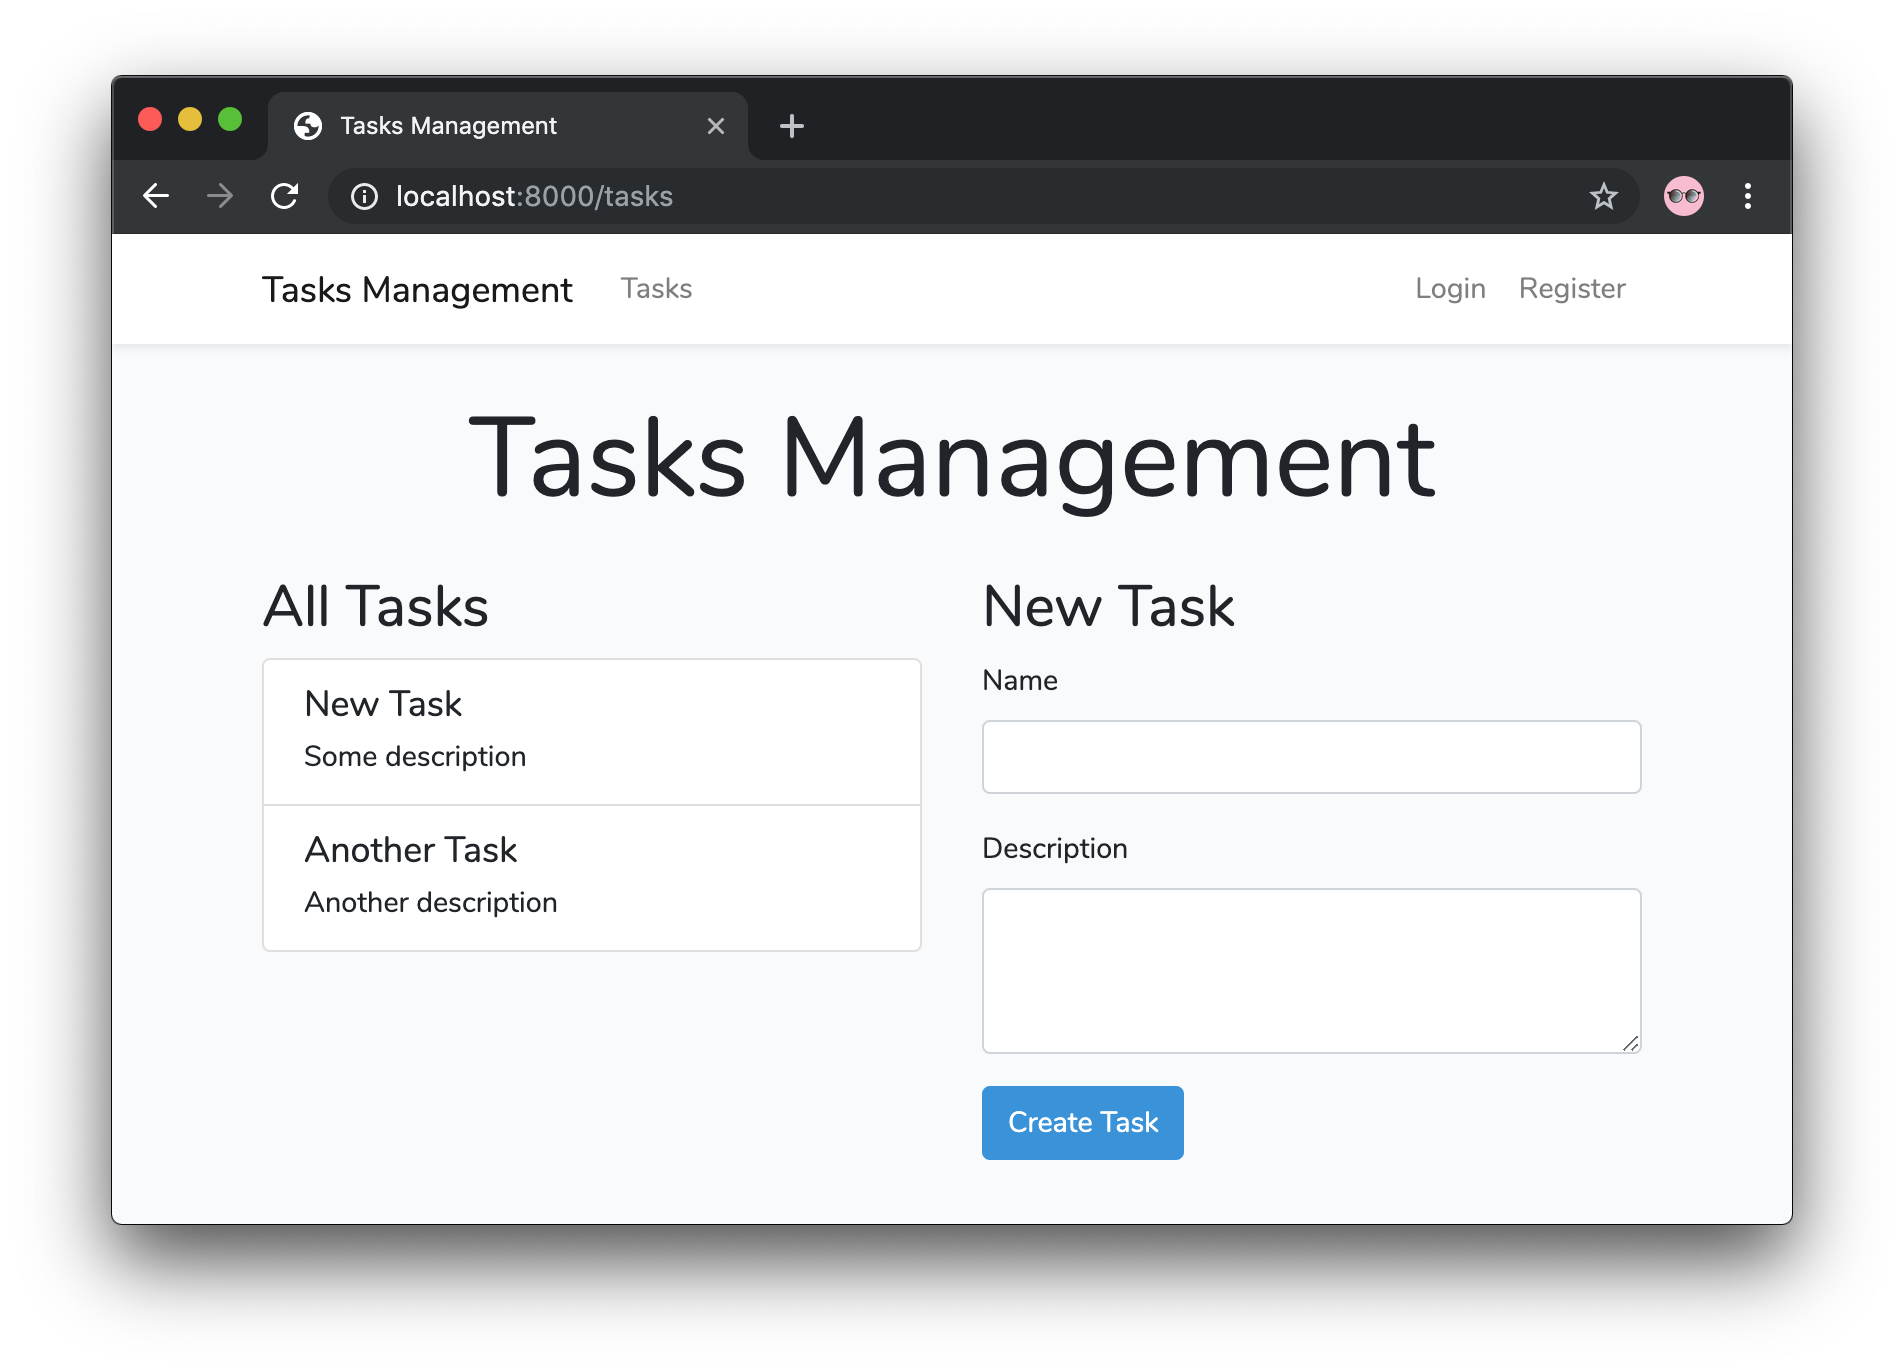 Tasks Management
localhost:8000/tasks
Tasks Management Tasks Login Register
Tasks Management
All Tasks
New Task
Some description
Another Task
Another description
New Task
Name
Description
Create Task